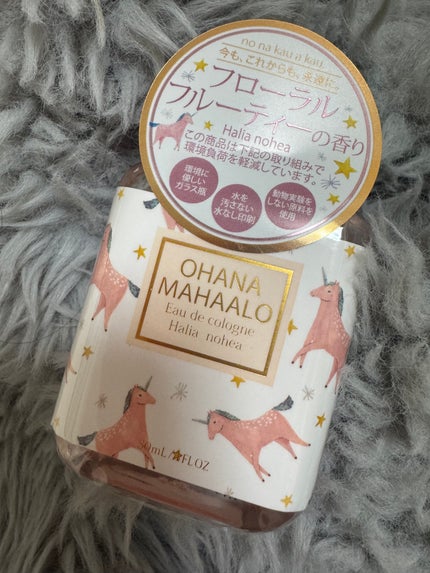 no na kau a kau
今も、これからも、永遠に。
フローラル
フルーティーの香り
Halia nohea
この商品は下記の取り組みで
環境負荷を軽減しています。
環境に
優しい
ガラス瓶
水を
汚さない
水なし印刷
動物実験を
しない原料を
使用
OHANA
MAHAALO
Eau de cologne
Halia nohea
FLOZ